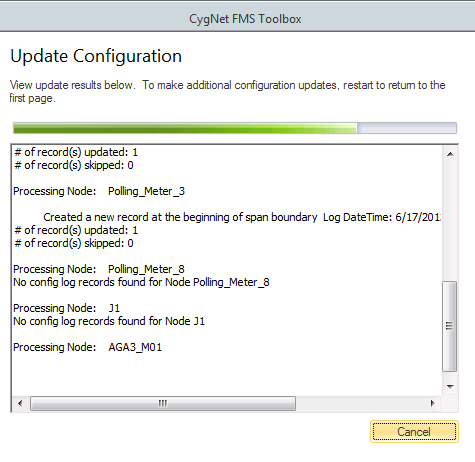 CygNet FMS Toolbox
Update Configuration
View update results below. To make additional configuration updates, restart to return to the
first page.
# of record(s) updated: 1
# of record(s) skipped: 0
Processing Node: Polling_Meter_3
Created a new record at the beginning of span boundary Log DateTime: 6/17/201
# of record(s) updated: 1
# of record(s) skipped: 0
Processing Node: Polling_Meter_8
No config log records found for Node Polling_Meter_8
Processing Node: J1
No config log records found for Node J1
Processing Node: AGA3_M01
Cancel